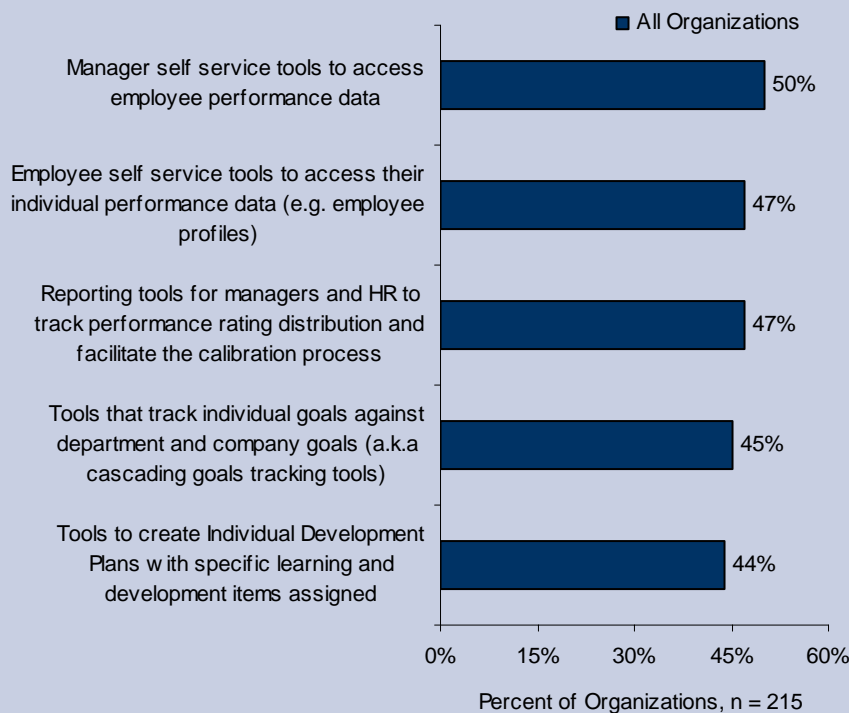 All Organizations
Manager self service tools to access
employee performance data
50%
Employee self service tools to access their
individual performance data (e.g. employee
profiles)
47%
Reporting tools for managers and HR to
track performance rating distribution and
facilitate the calibration process
47%
Tools that track individual goals against
department and company goals (a.k.a
cascading goals tracking tools)
45%
Tools to create Individual Development
Plans with specific learning and
development items assigned
44%
0% 15% 30% 45% 60%
Percent of Organizations, n = 215